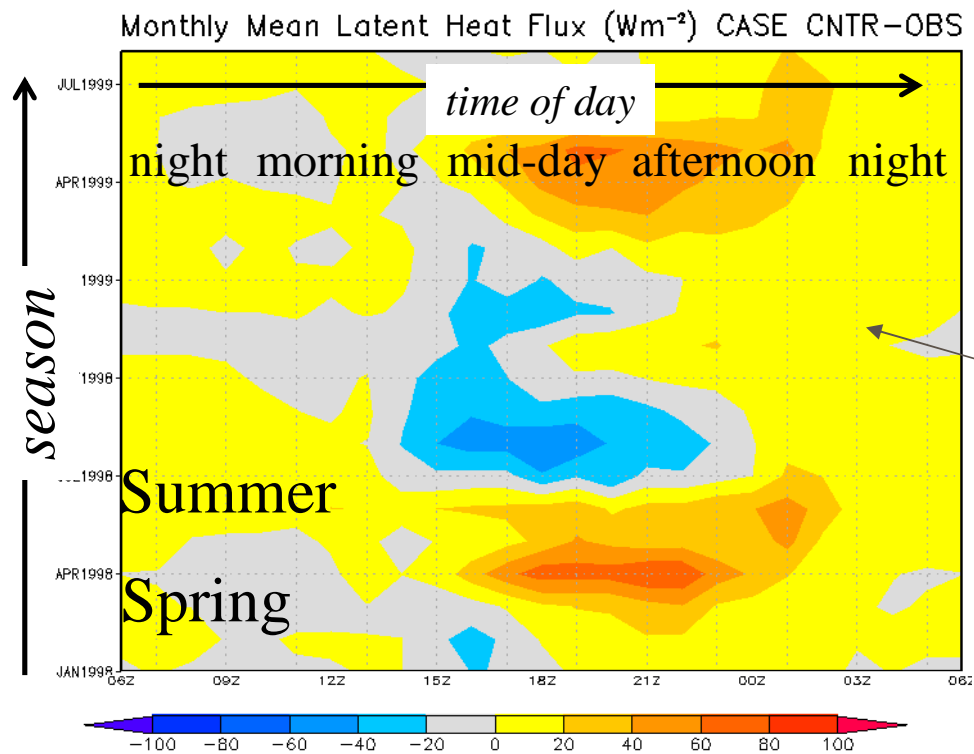 Monthly Mean Latent Heat Flux (Wm⁻²) CASE CNTR-OBS
JUL1999
time of day
night morning mid-day afternoon night
APR1999
1999
season
1998
1998
Summer
APR1998
Spring
JAN1998
06Z 09Z 12Z 15Z 18Z 21Z 00Z 03Z 06Z
-100 -80 -60 -40 -20 0 20 40 60 80 100